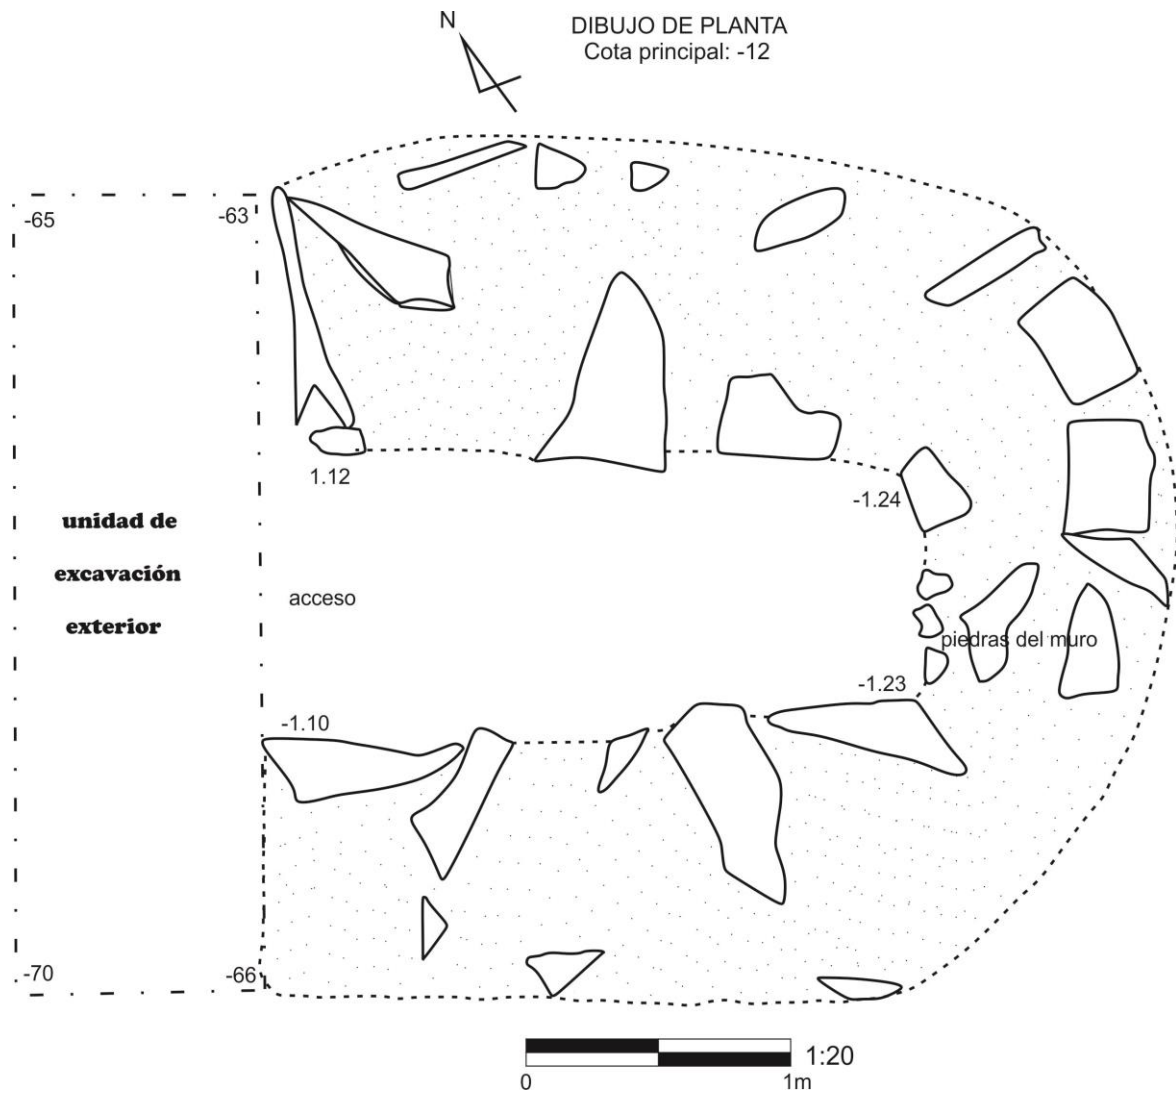 N
DIBUJO DE PLANTA
Cota principal: -12
-65
-63
1.12
-1.24
unidad de
excavación
exterior
acceso
piedras del muro
-1.23
-1.10
-70
-66
1:20
0
1m